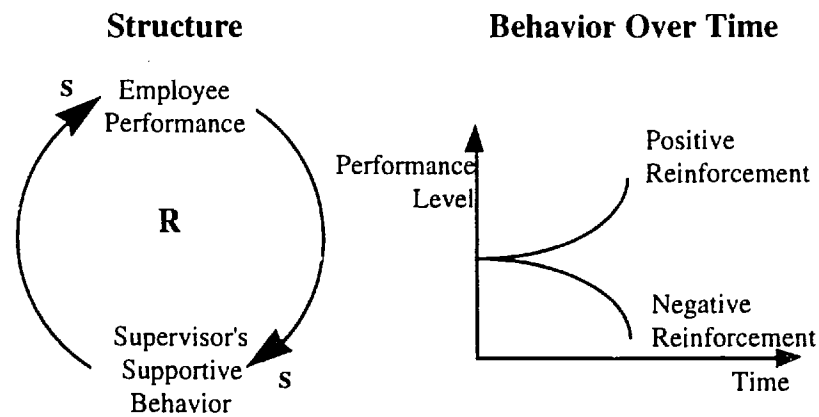 Structure
Behavior Over Time
s
Employee
Performance
R
Supervisor's
Supportive
Behavior
s
Performance
Level
Positive
Reinforcement
Negative
Reinforcement
Time